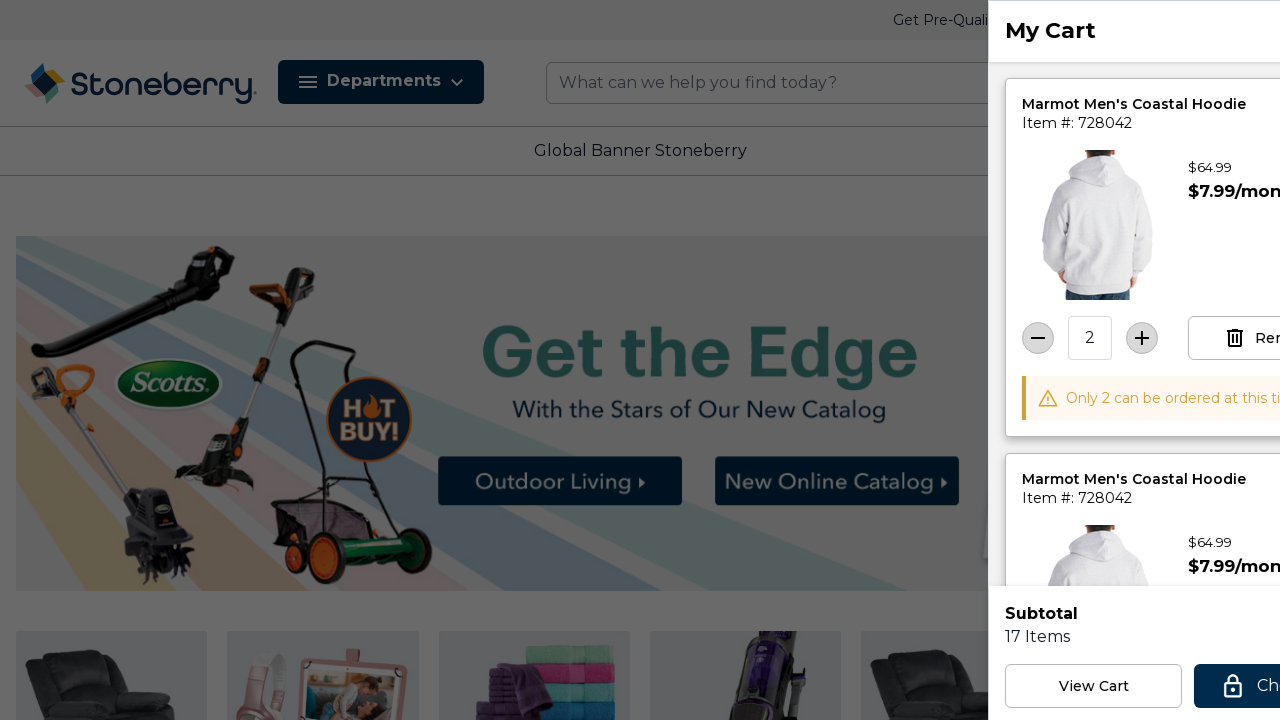 Get Pre-Quali
My Cart
Stoneberry
Departments
What can we help you find today?
Global Banner Stoneberry
Marmot Men's Coastal Hoodie
Item #: 728042
$64.99
$7.99/mon
2
Rem
Only 2 can be ordered at this ti
Scotts
HOT BUY!
Get the Edge
With the Stars of Our New Catalog
Outdoor Living
New Online Catalog
Marmot Men's Coastal Hoodie
Item #: 728042
$64.99
$7.99/mon
Subtotal
17 Items
View Cart
Ch